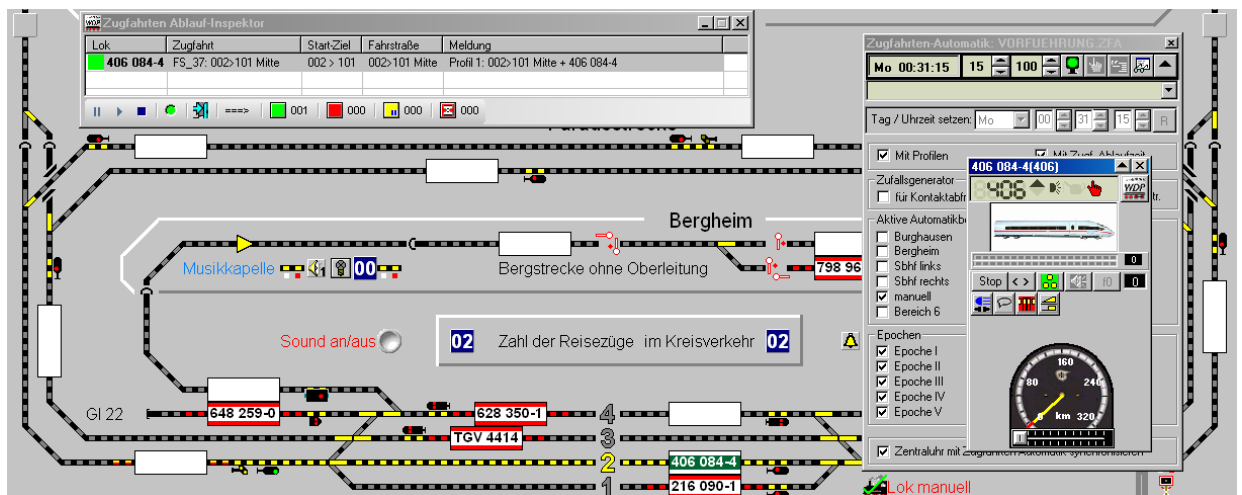 Zugfahrten Ablauf-Inspektor
Lok Zugfahrt Start-Ziel Fahrstraße Meldung
406 084-4 FS_37: 002>101 Mitte 002 > 101 002>101 Mitte Profil 1: 002>101 Mitte + 406 084-4
===> 001 000 000 000
Zugfahrten-Automatik: VORFUEHRUNG.ZFA
Mo 00:31:15 15 100
Tag / Uhrzeit setzen: Mo 00 31 15 R
Mit Profilen
Zufallsgenerator
für Kontaktabfr
tr.
Burghausen
Bergheim
Sbhf links
Sbhf rechts
manuell
Bereich 6
Epochen
Epoche I
Epoche II
Epoche III
Epoche IV
Epoche V
Lok manuell
406 084-4(406)
406
WDP
0
Stop < > f0 0
160
80 240
0 km 320
Bergheim
Musikkapelle 1 00
Bergstrecke ohne Oberleitung
798 96
Sound an/aus
02 Zahl der Reisezüge im Kreisverkehr 02
Gl 22
648 259-0
628 350-1
4
TGV 4414
3
2
406 084-4
1
216 090-1